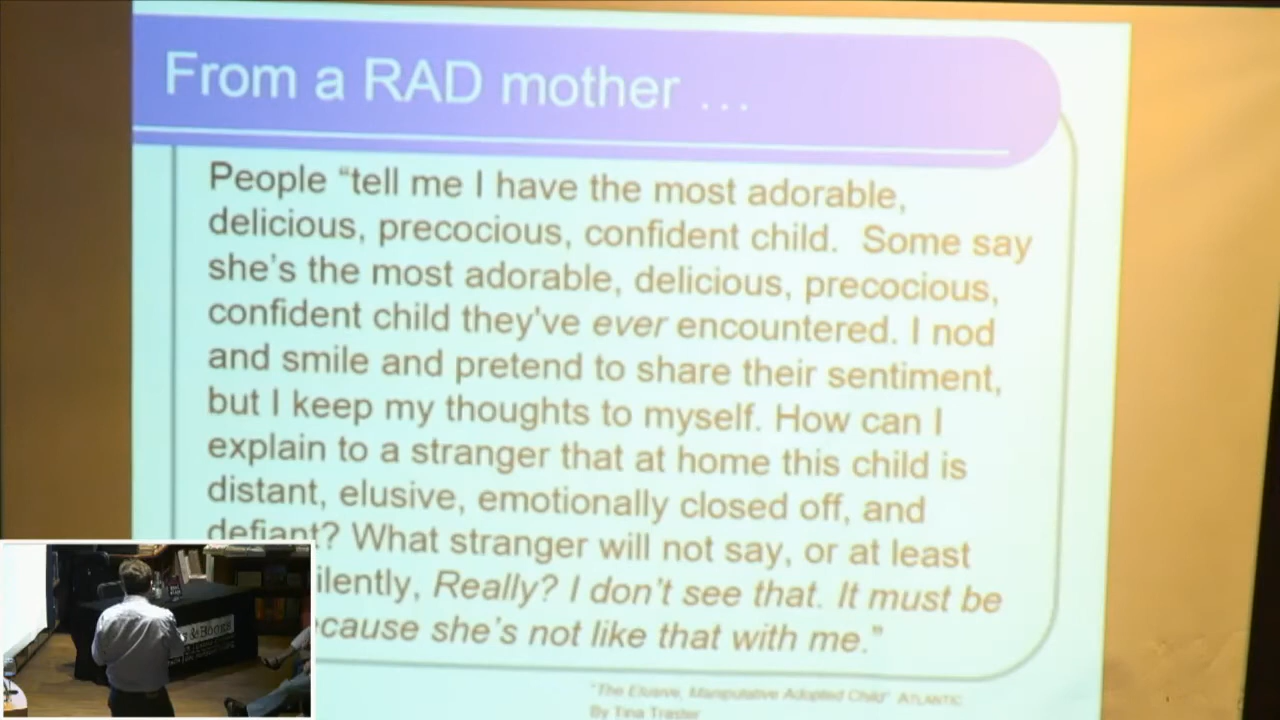 From a RAD mother ...
People “tell me I have the most adorable,
delicious, precocious, confident child. Some say
she's the most adorable, delicious, precocious,
confident child they've ever encountered. I nod
and smile and pretend to share their sentiment,
but I keep my thoughts to myself. How can I
explain to a stranger that at home this child is
distant, elusive, emotionally closed off, and
defiant? What stranger will not say, or at least
ilently, Really? I don't see that. It must be
cause she's not like that with me.”
"The Elusive, Manipulative Adopted Child" ATLANTIC
By Tina Traster